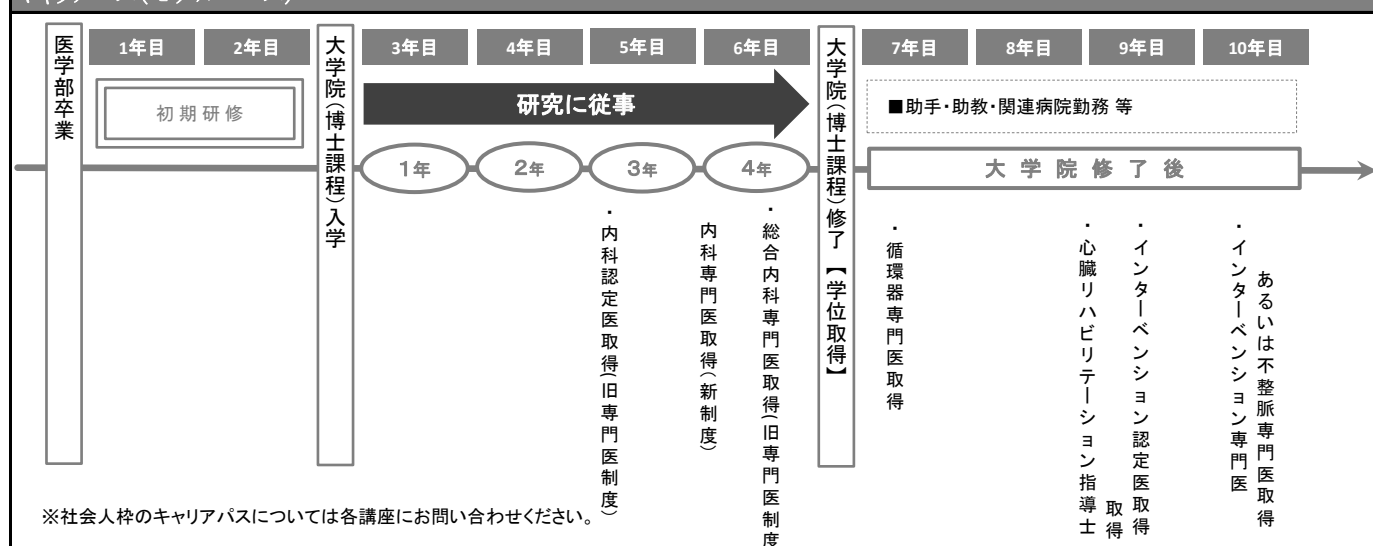 医学部卒業
1年目
2年目
初期研修
大学院(博士課程)入学
3年目
4年目
5年目
6年目
研究に従事
1年
2年
3年
4年
・内科認定医取得(旧専門医制度)
内科専門医取得(新制度)
・総合内科専門医取得(旧専門医制度
大学院(博士課程)修了【学位取得】
7年目
8年目
9年目
10年目
■助手・助教・関連病院勤務 等
大学院修了後
・循環器専門医取得
・心臓リハビリテーション指導士
取得
・インターベンション認定医取得
・インターベンション専門医
あるいは不整脈専門医取得
※社会人枠のキャリアパスについては各講座にお問い合わせください。